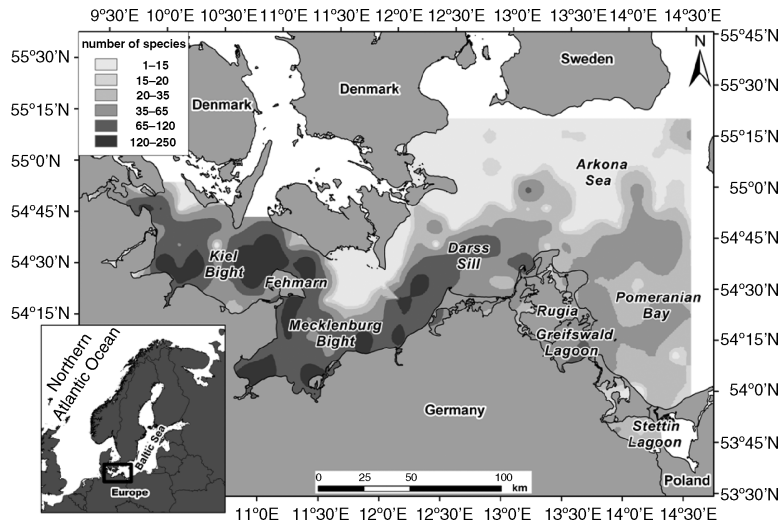 9°30'E 10°0'E 10°30'E 11°0'E 11°30'E 12°0'E 12°30'E 13°0'E 13°30'E 14°0'E 14°30'E
number of species
1–15
15–20
20–35
35–65
65–120
120–250
55°30'N
55°15'N
55°0'N
54°45'N
54°30'N
54°15'N
55°45'N
55°30'N
55°15'N
55°0'N
54°45'N
54°30'N
54°15'N
54°0'N
53°45'N
53°30'N
N
Denmark
Denmark
Sweden
Arkona
Sea
Kiel
Bight
Fehmarn
Darss
Sill
Mecklenburg
Bight
Rugia
Greifswald
Lagoon
Pomeranian
Bay
Germany
Stettin
Lagoon
Poland
Northern
Atlantic Ocean
Baltic Sea
Europe
0 25 50 100
km
11°0'E 11°30'E 12°0'E 12°30'E 13°0'E 13°30'E 14°0'E 14°30'E